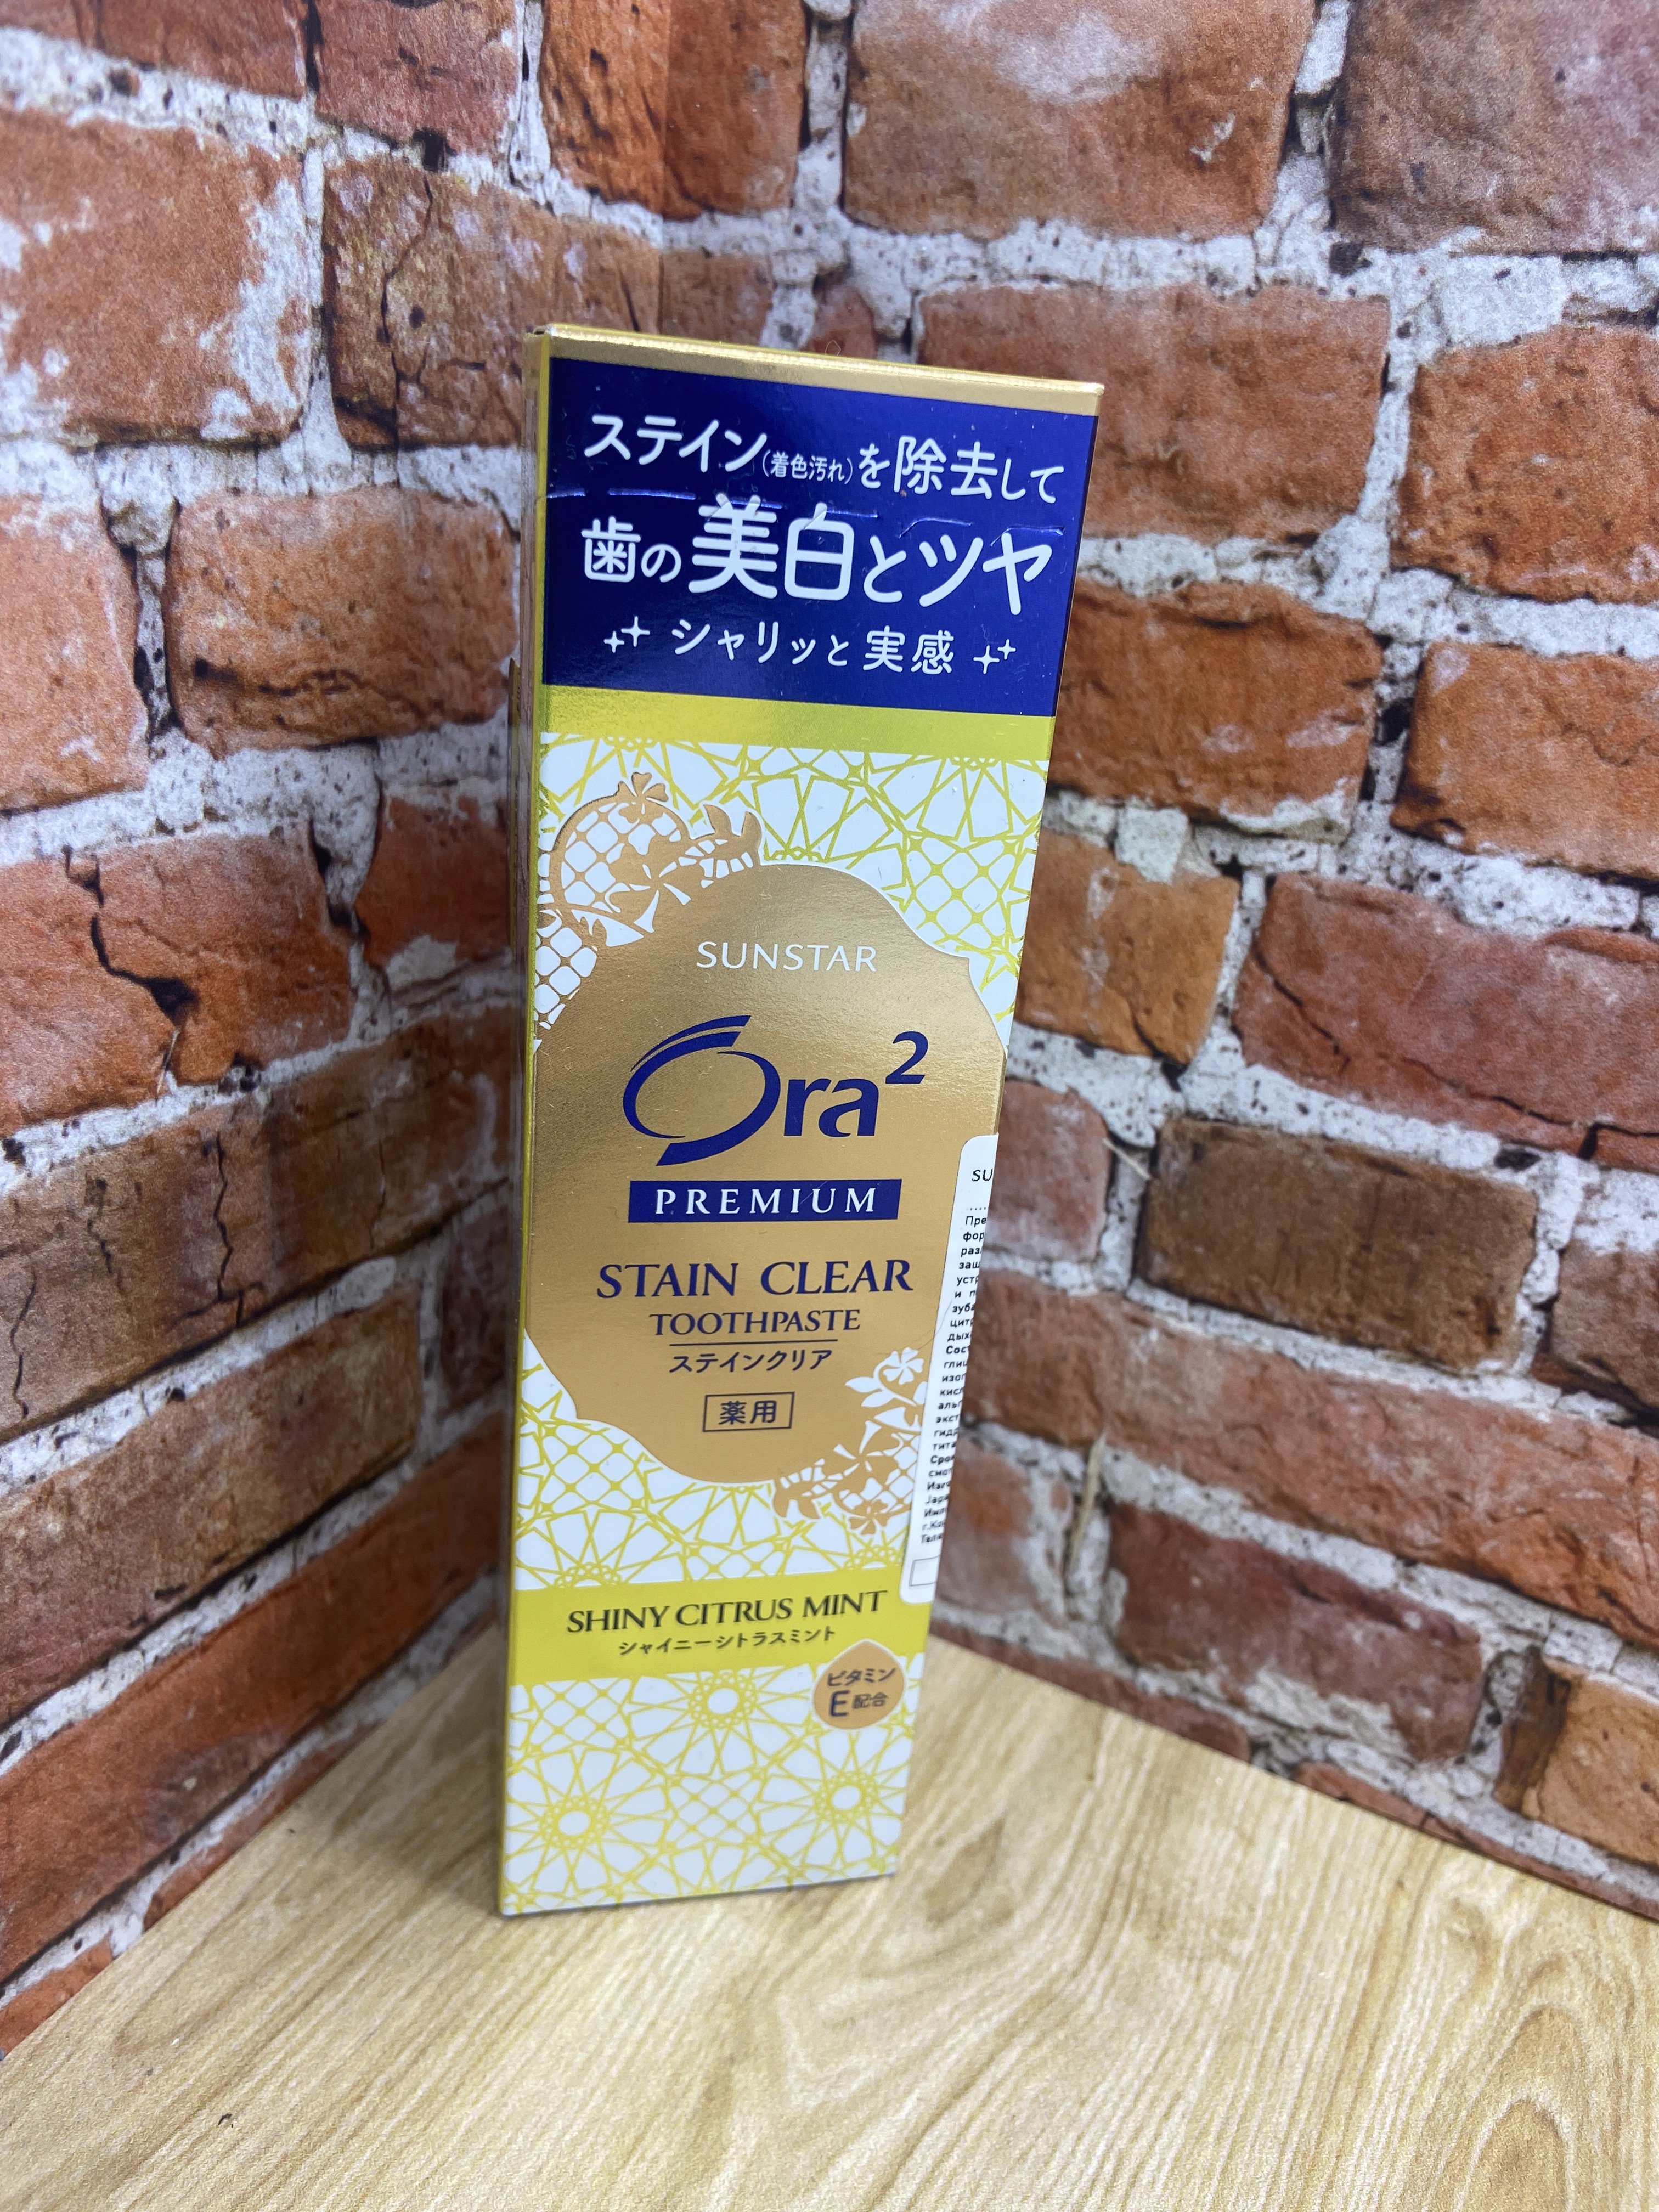 ステイン(着色汚れ)を除去して
歯の美白とツヤ
シャリッと実感
SUNSTAR
Ora²
PREMIUM
STAIN CLEAR
TOOTHPASTE
ステインクリア
薬用
SHINY CITRUS MINT
シャイニーシトラスミント
ビタミン
E配合
SU